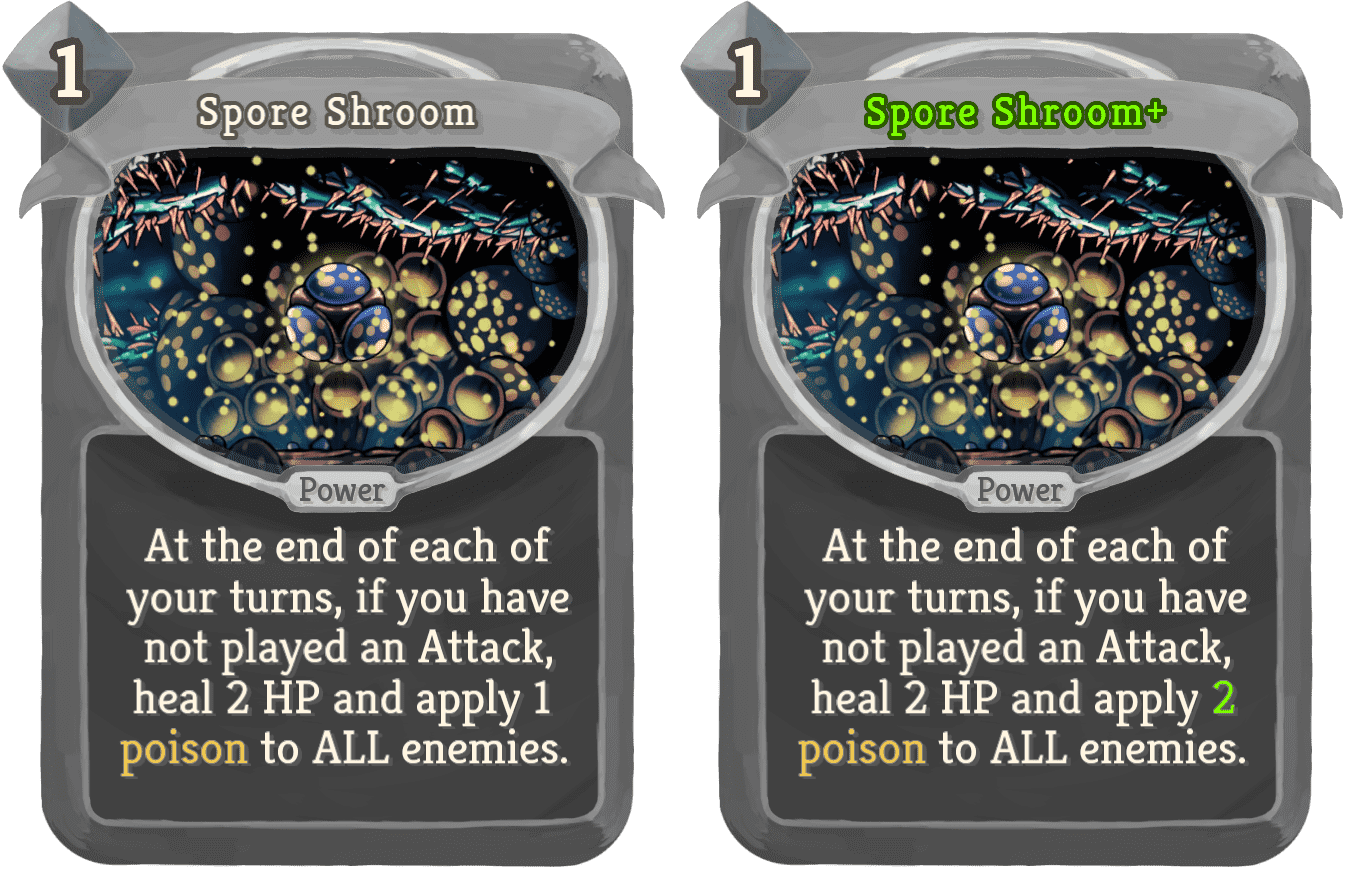 1
Spore Shroom
Power
At the end of each of
your turns, if you have
not played an Attack,
heal 2 HP and apply 1
poison to ALL enemies.
1
Spore Shroom+
Power
At the end of each of
your turns, if you have
not played an Attack,
heal 2 HP and apply 2
poison to ALL enemies.